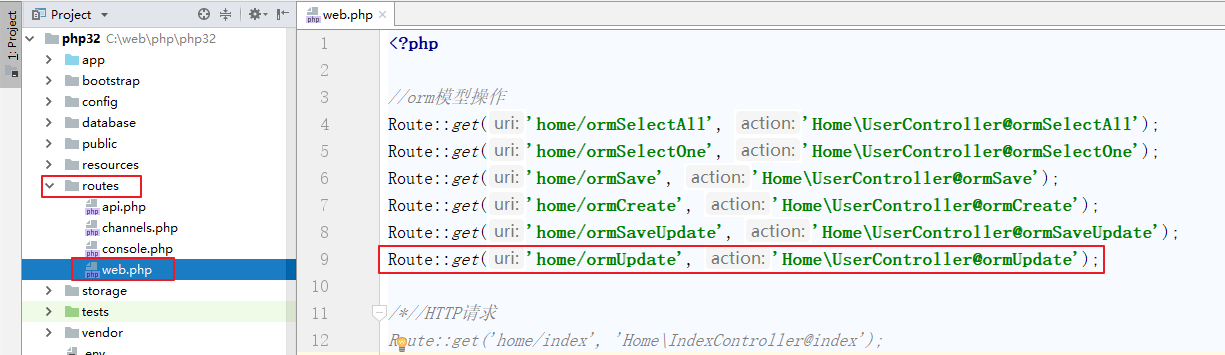 Project
1: Project
php32 C:\web\php\php32
app
bootstrap
config
database
public
resources
routes
php api.php
php channels.php
php console.php
php web.php
storage
tests
vendor
.env
php web.php
1 <?php
2
3 //orm模型操作
4 Route::get( uri: 'home/ormSelectAll', action: 'Home\UserController@ormSelectAll');
5 Route::get( uri: 'home/ormSelectOne', action: 'Home\UserController@ormSelectOne');
6 Route::get( uri: 'home/ormSave', action: 'Home\UserController@ormSave');
7 Route::get( uri: 'home/ormCreate', action: 'Home\UserController@ormCreate');
8 Route::get( uri: 'home/ormSaveUpdate', action: 'Home\UserController@ormSaveUpdate');
9 Route::get( uri: 'home/ormUpdate', action: 'Home\UserController@ormUpdate');
10
11 /*//HTTP请求
12 Route::get('home/index', 'Home\IndexController@index');